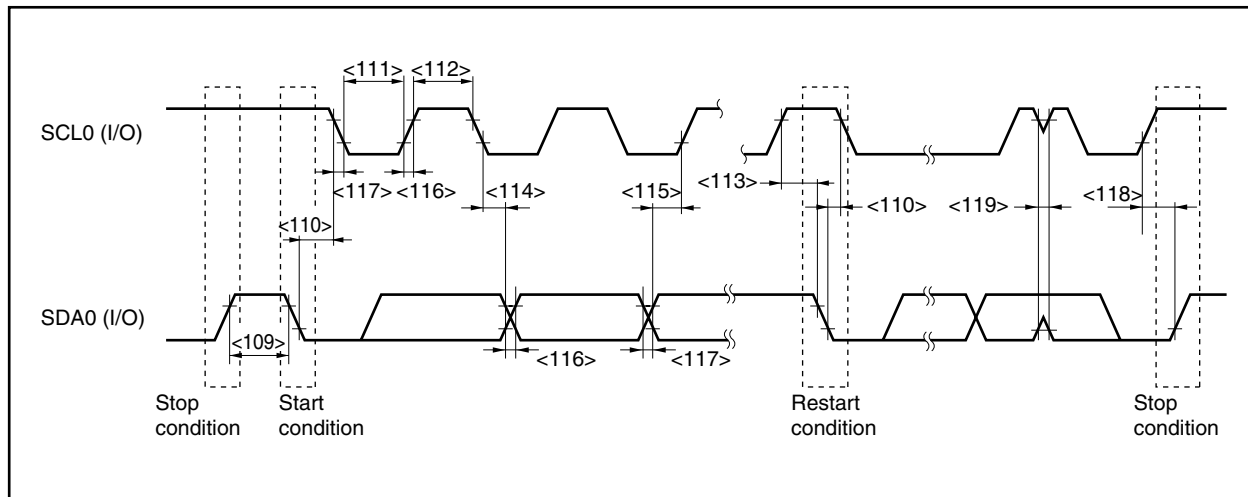 <111> <112>
SCL0 (I/O)
<117> <116> <114> <115> <113> <110> <119> <118>
<110>
SDA0 (I/O)
<109> <116> <117>
Stop condition
Start condition
Restart condition
Stop condition